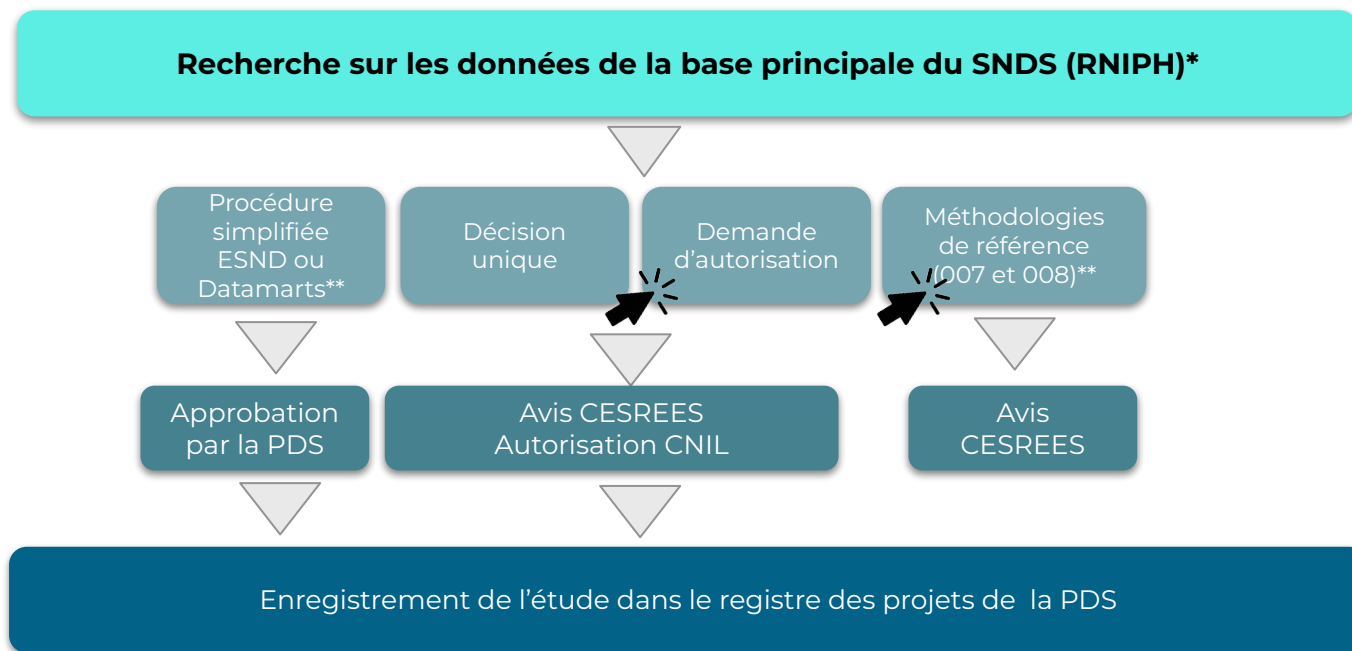 Recherche sur les données de la base principale du SNDS (RNIPH)*
Procédure
simplifiée
ESND ou
Datamarts**
Décision
unique
Demande
d’autorisation
Méthodologies
de référence
(007 et 008)**
Approbation
par la PDS
Avis CESREES
Autorisation CNIL
Avis
CESREES
Enregistrement de l’étude dans le registre des projets de la PDS